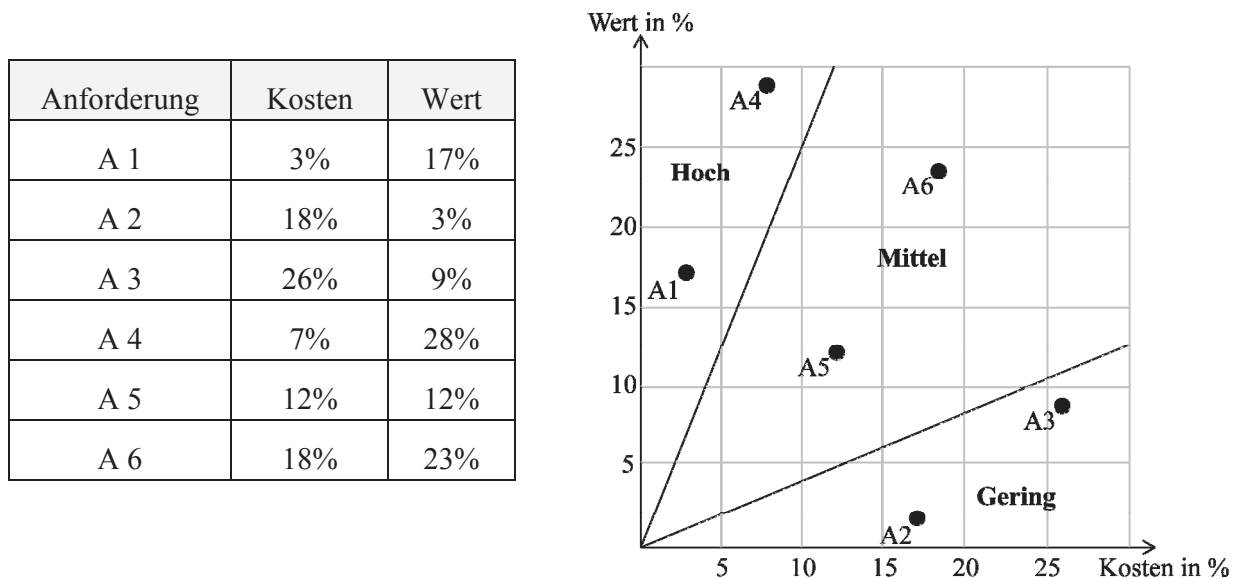 Anforderung Kosten Wert
A 1 3% 17%
A 2 18% 3%
A 3 26% 9%
A 4 7% 28%
A 5 12% 12%
A 6 18% 23%
Wert in %
A4
25
Hoch
A6
20
Mittel
A1
15
A5
10
A3
5
Gering
A2
5 10 15 20 25 Kosten in %